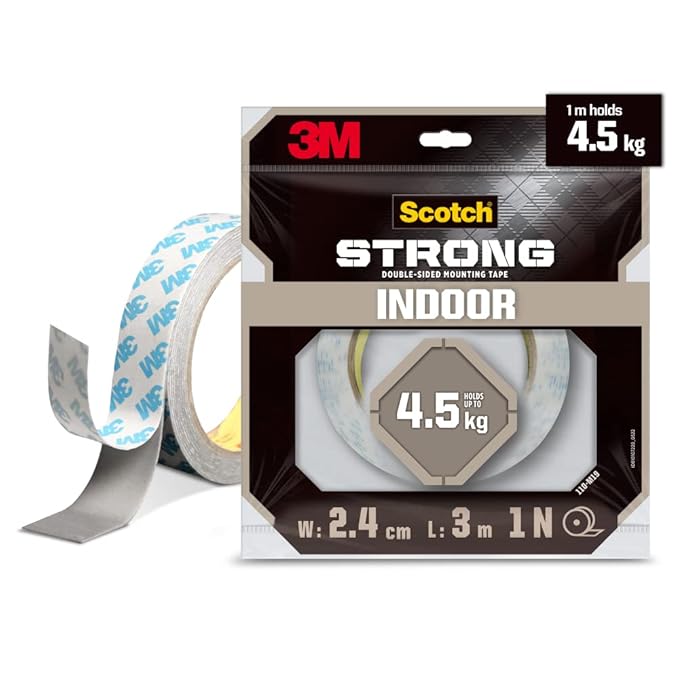 1 m holds
4.5 kg
3M
Scotch
STRONG
DOUBLE-SIDED MOUNTING TAPE
INDOOR
4.5 HOLDS UP TO kg
110-M19
W: 2.4 cm L: 3 m 1 N
3M 3M 3M 3M 3M